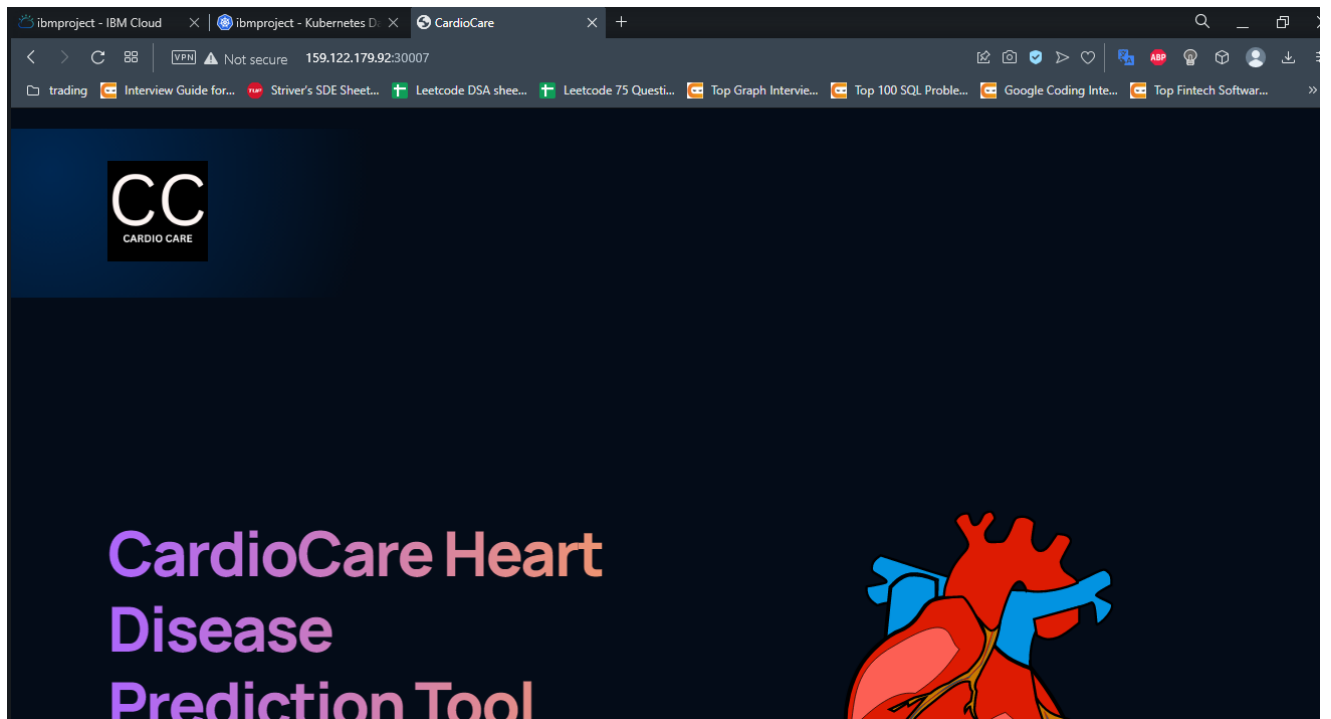 ibmproject - IBM Cloud
ibmproject - Kubernetes D
CardioCare
VPN
Not secure
159.122.179.92:30007
ABP
trading
Interview Guide for...
Striver's SDE Sheet...
Leetcode DSA shee...
Leetcode 75 Questi...
Top Graph Intervie...
Top 100 SQL Proble...
Google Coding Inte...
Top Fintech Softwar...
CC
CARDIO CARE
CardioCare Heart
Disease
Prediction Tool